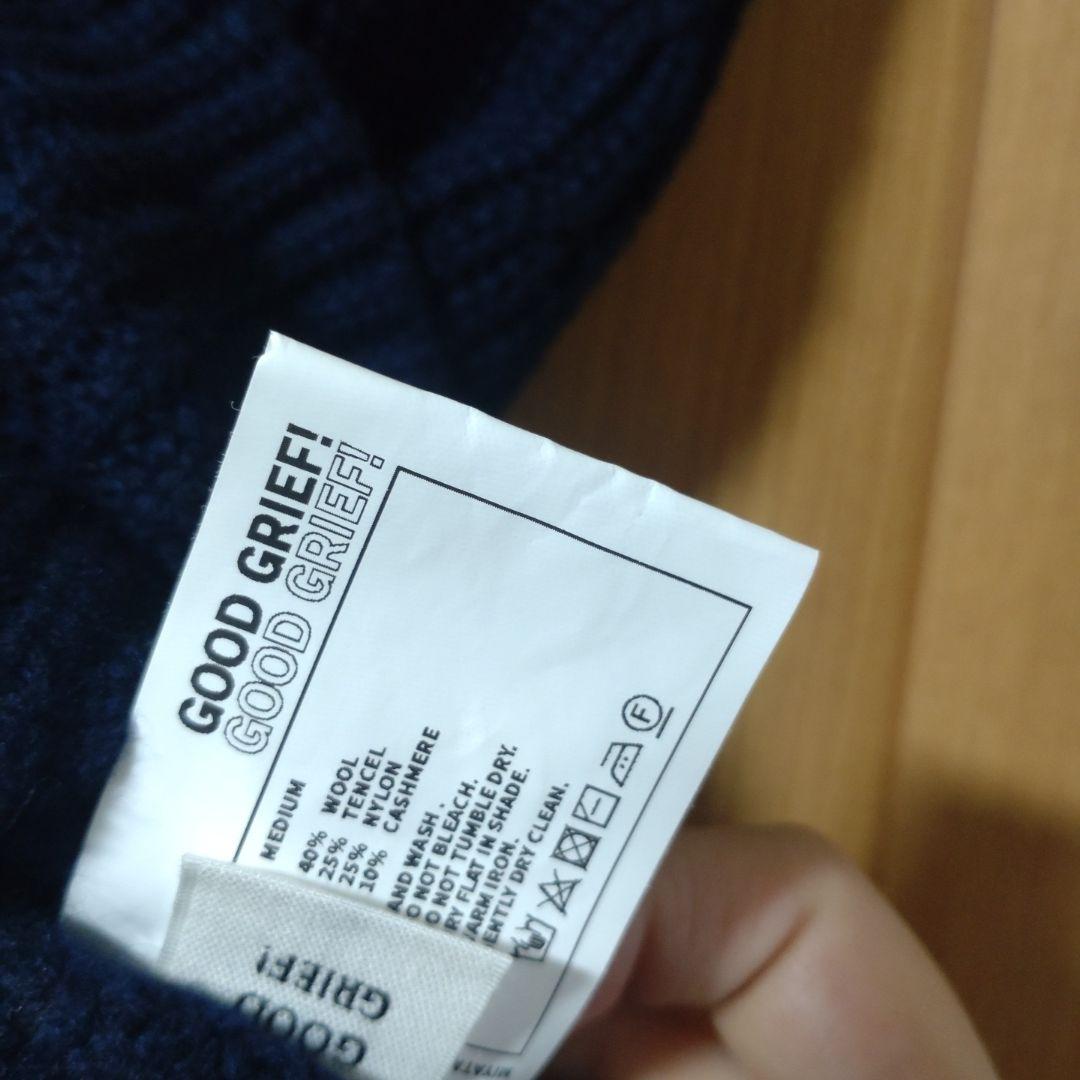 GOOD GRIEF!
GOOD GRIEF!
MEDIUM
40% WOOL
25% TENCEL
25% NYLON
10% CASHMERE
AND WASH.
O NOT BLEACH.
O NOT TUMBLE DRY.
RY FLAT IN SHADE.
ARM IRON.
ENTLY DRY CLEAN.
F
GOOD
GRIEF!